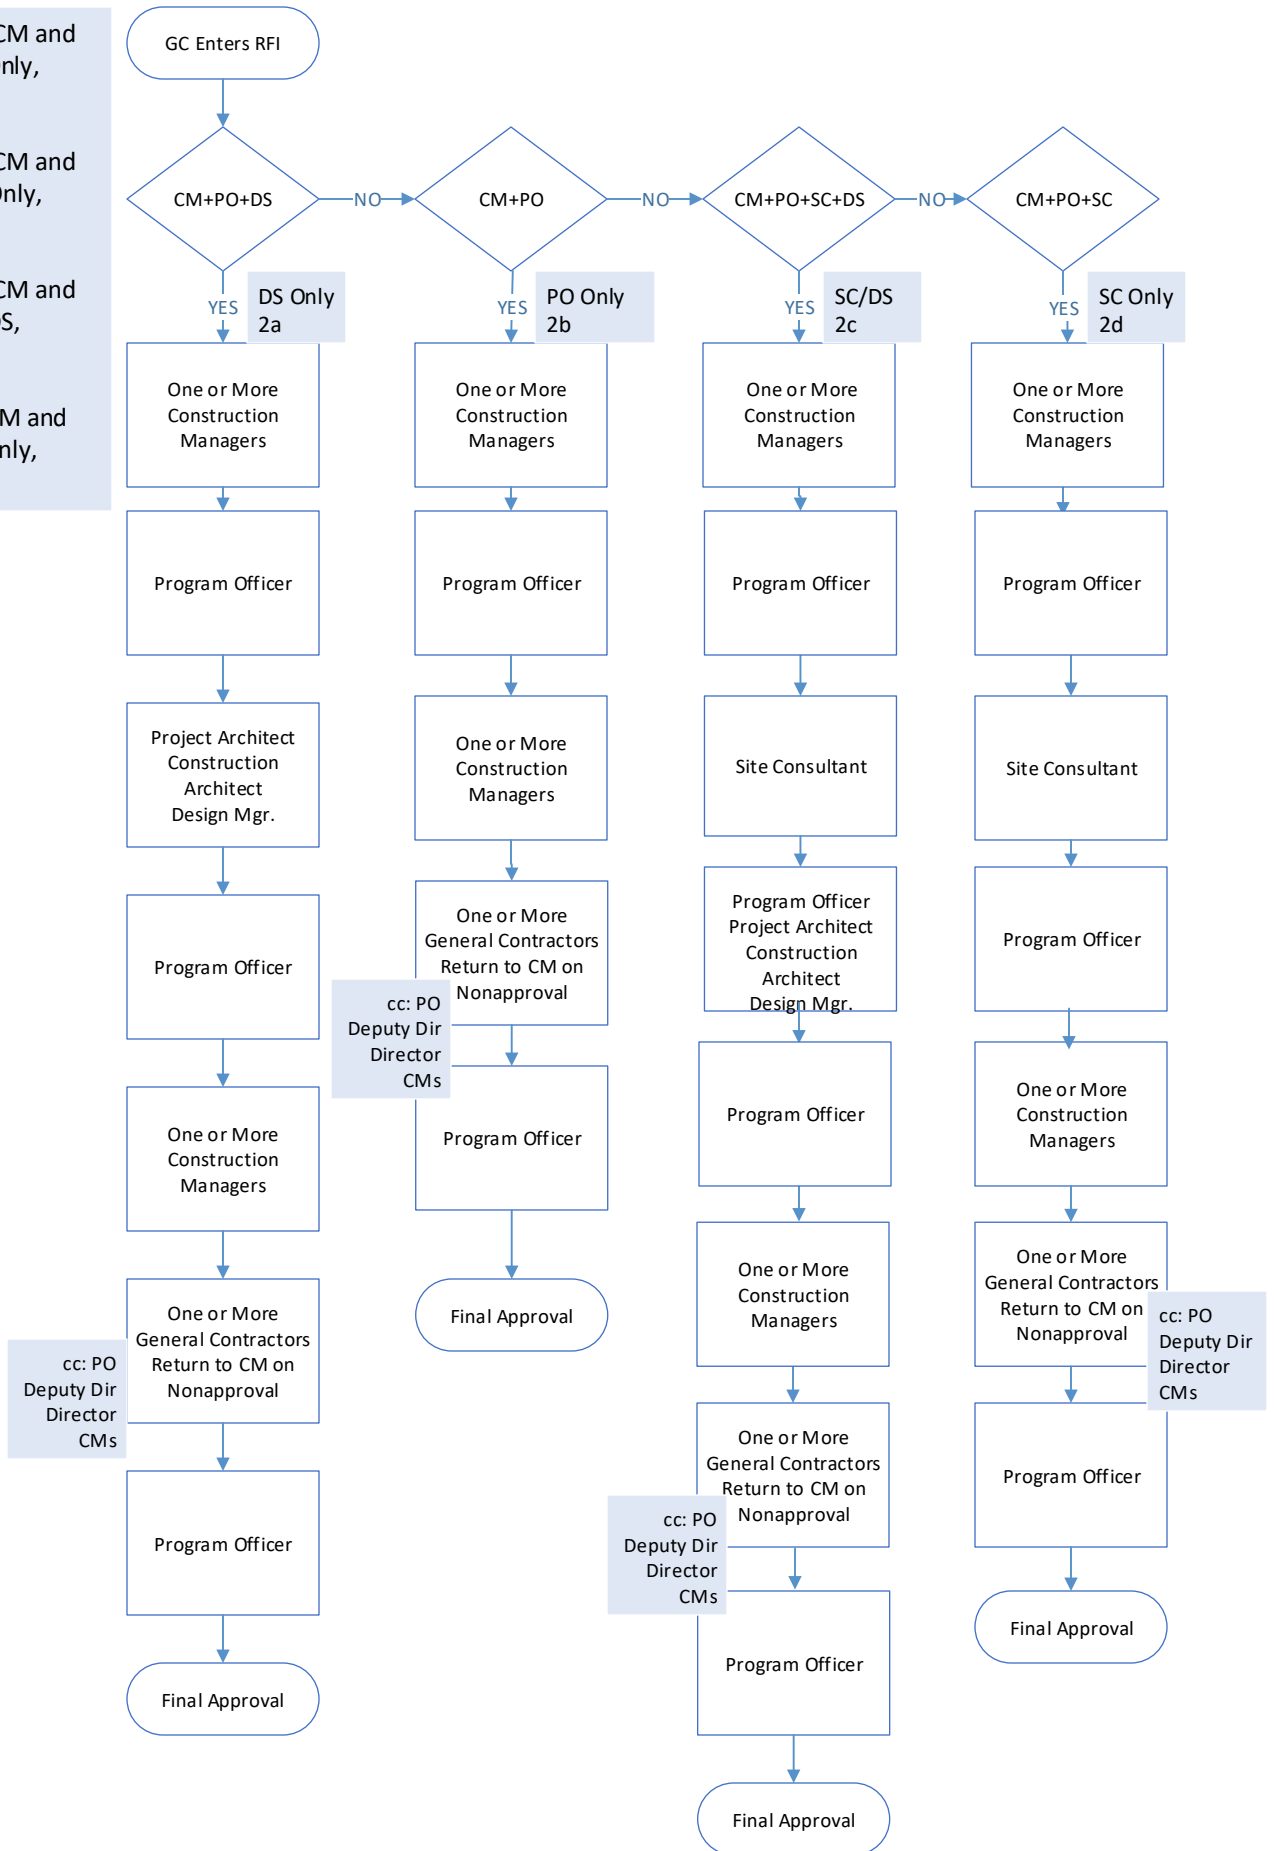 CM and
nly,
CM and
Only,
CM and
DS,
M and
nly,
GC Enters RFI
CM+PO+DS
NO
CM+PO
NO
CM+PO+SC+DS
NO
CM+PO+SC
YES
DS Only
2a
YES
PO Only
2b
YES
SC/DS
2c
YES
SC Only
2d
One or More
Construction
Managers
Program Officer
Project Architect
Construction
Architect
Design Mgr.
Program Officer
One or More
Construction
Managers
One or More
General Contractors
Return to CM on
Nonapproval
cc: PO
Deputy Dir
Director
CMs
Program Officer
Final Approval
One or More
Construction
Managers
Program Officer
One or More
Construction
Managers
One or More
General Contractors
Return to CM on
Nonapproval
cc: PO
Deputy Dir
Director
CMs
Program Officer
Final Approval
One or More
Construction
Managers
Program Officer
Site Consultant
Program Officer
Project Architect
Construction
Architect
Design Mgr.
Program Officer
One or More
Construction
Managers
One or More
General Contractors
Return to CM on
Nonapproval
cc: PO
Deputy Dir
Director
CMs
Program Officer
Final Approval
One or More
Construction
Managers
Program Officer
Site Consultant
Program Officer
One or More
Construction
Managers
One or More
General Contractors
Return to CM on
Nonapproval
cc: PO
Deputy Dir
Director
CMs
Program Officer
Final Approval